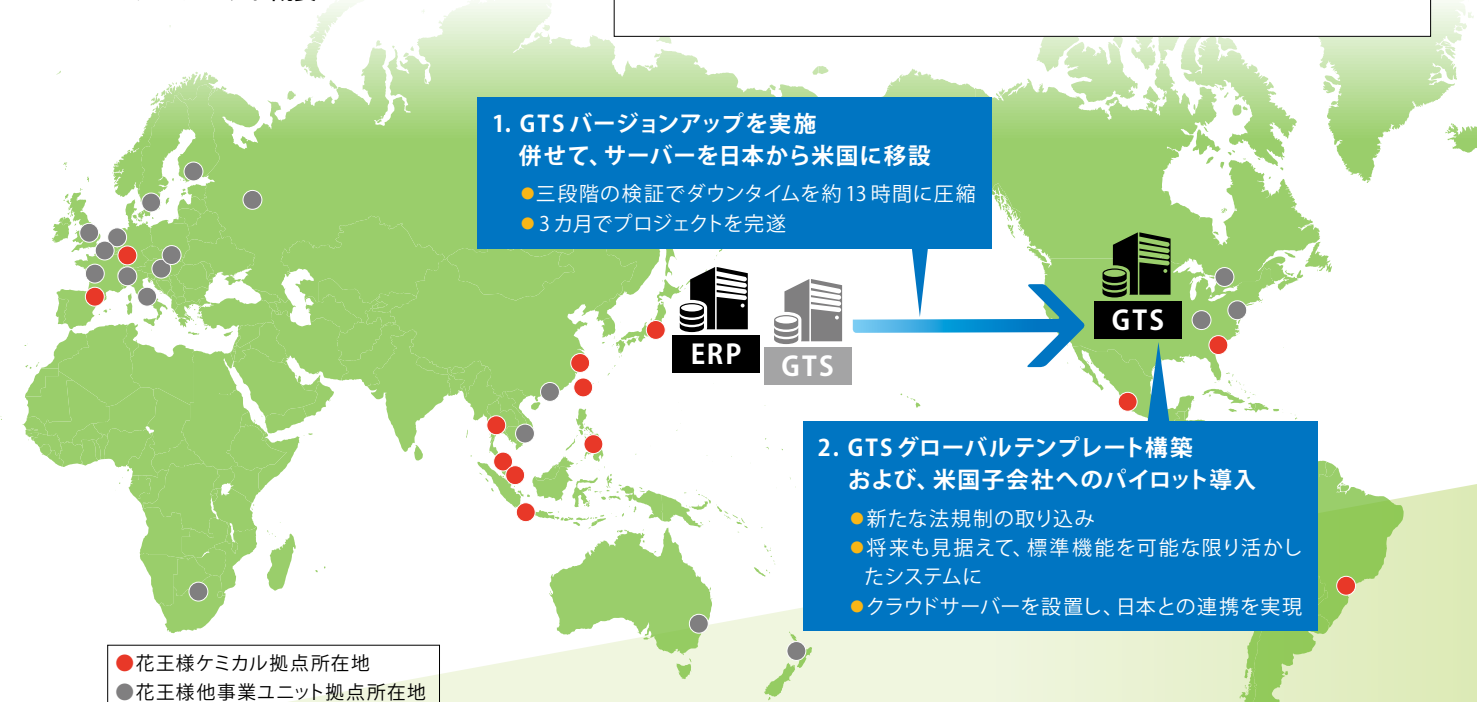 1. GTSバージョンアップを実施
併せて、サーバーを日本から米国に移設
●三段階の検証でダウンタイムを約13時間に圧縮
●3カ月でプロジェクトを完遂
ERP
GTS
GTS
2. GTSグローバルテンプレート構築
および、米国子会社へのパイロット導入
●新たな法規制の取り込み
●将来も見据えて、標準機能を可能な限り活かし
たシステムに
●クラウドサーバーを設置し、日本との連携を実現
●花王様ケミカル拠点所在地
●花王様他事業ユニット拠点所在地